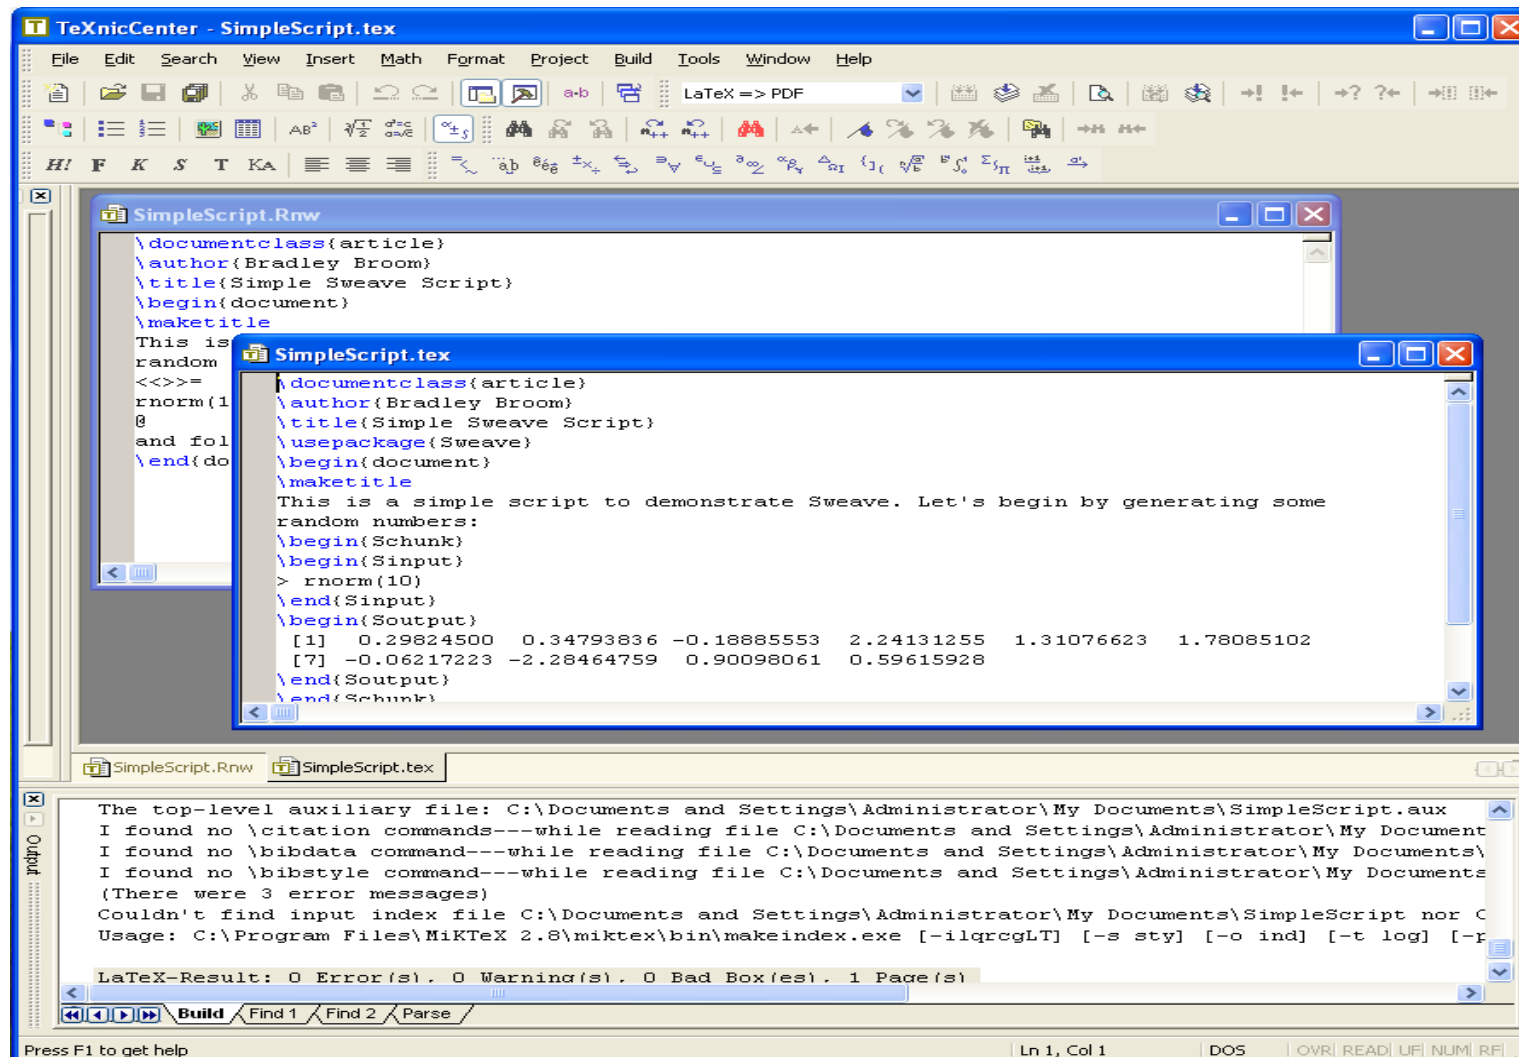 TeXnicCenter - SimpleScript.tex
File Edit Search View Insert Math Format Project Build Tools Window Help
LaTeX => PDF
SimpleScript.Rnw
\documentclass{article}
\author{Bradley Broom}
\title{Simple Sweave Script}
\begin{document}
\maketitle
This is
random
<<>>=
rnorm(1
@
and fol
\end{do
SimpleScript.tex
\documentclass{article}
\author{Bradley Broom}
\title{Simple Sweave Script}
\usepackage{Sweave}
\begin{document}
\maketitle
This is a simple script to demonstrate Sweave. Let's begin by generating some
random numbers:
\begin{Schunk}
\begin{Sinput}
> rnorm(10)
\end{Sinput}
\begin{Soutput}
[1] 0.29824500 0.34793836 -0.18885553 2.24131255 1.31076623 1.78085102
[7] -0.06217223 -2.28464759 0.90098061 0.59615928
\end{Soutput}
\end{Schunk}
SimpleScript.Rnw SimpleScript.tex
Output
The top-level auxiliary file: C:\Documents and Settings\Administrator\My Documents\SimpleScript.aux
I found no \citation commands---while reading file C:\Documents and Settings\Administrator\My Document
I found no \bibdata command---while reading file C:\Documents and Settings\Administrator\My Documents\
I found no \bibstyle command---while reading file C:\Documents and Settings\Administrator\My Documents
(There were 3 error messages)
Couldn't find input index file C:\Documents and Settings\Administrator\My Documents\SimpleScript nor C
Usage: C:\Program Files\MiKTeX 2.8\miktex\bin\makeindex.exe [-ilqrcgLT] [-s sty] [-o ind] [-t log] [-p
LaTeX-Result: 0 Error(s), 0 Warning(s), 0 Bad Box(es), 1 Page(s)
Build Find 1 Find 2 Parse
Press F1 to get help Ln 1, Col 1 DOS OVR READ UF NUM RF